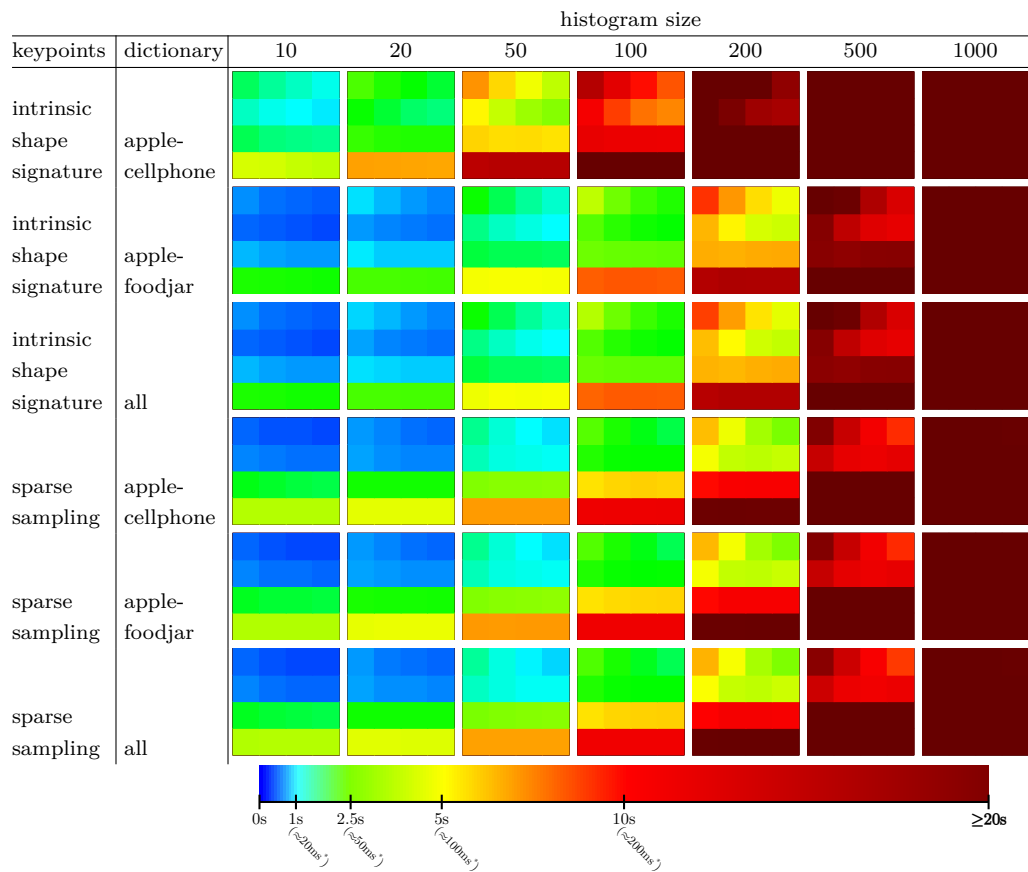 histogram size
keypoints dictionary 10 20 50 100 200 500 1000
intrinsic
shape apple-
signature cellphone
intrinsic
shape apple-
signature foodjar
intrinsic
shape
signature all
sparse apple-
sampling cellphone
sparse apple-
sampling foodjar
sparse
sampling all
0s 1s 2.5s 5s 10s ≥20s
(≈20ms*) (≈50ms*) (≈100ms*) (≈200ms*)